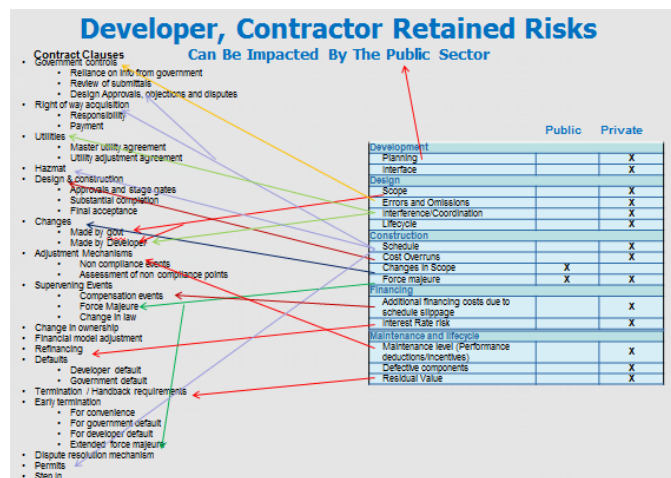 Developer, Contractor Retained Risks
Can Be Impacted By The Public Sector
Contract Clauses
• Government controls
• Reliance on info from government
• Review of submittals
• Design Approvals, objections and disputes
• Right of way acquisition
• Responsibility
• Payment
• Utilities
• Master utility agreement
• Utility adjustment agreement
• Hazmat
• Design & construction
• Approvals and stage gates
• Substantial completion
• Final acceptance
• Changes
• Made by govt
• Made by Developer
• Adjustment Mechanisms
• Non compliance events
• Assessment of non compliance points
• Supervening Events
• Compensation events
• Force Majeure
• Change in law
• Change in ownership
• Financial model adjustment
• Refinancing
• Defaults
• Developer default
• Government default
• Termination / Handback requirements
• Early termination
• For convenience
• For government default
• For developer default
• Extended force majeure
• Dispute resolution mechanism
• Permits
• Step in
Public Private
Development
Planning X
Interface X
Design
Scope X
Errors and Omissions X
Interference/Coordination X
Lifecycle X
Construction
Schedule X
Cost Overruns X
Changes in Scope X
Force majeure X X
Financing
Additional financing costs due to
schedule slippage X
Interest Rate risk X
Maintenance and lifecycle
Maintenance level (Performance
deductions/incentives) X
Defective components X
Residual Value X